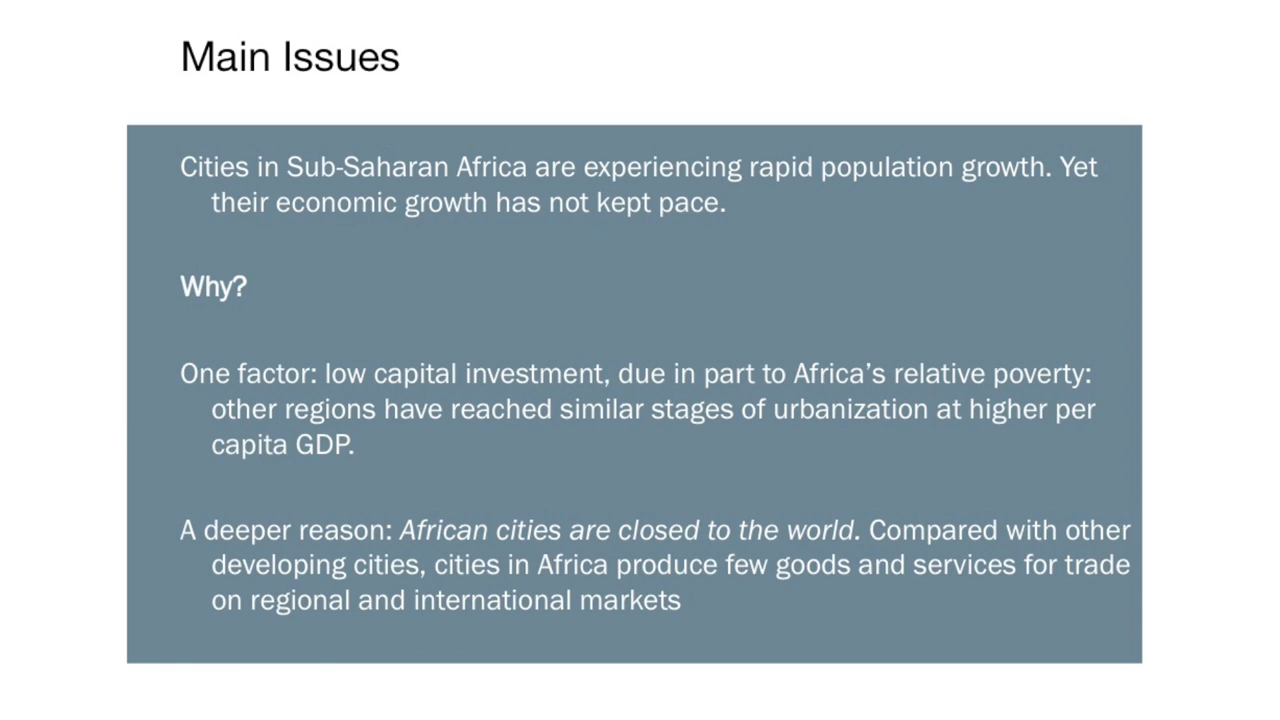 Main Issues
Cities in Sub-Saharan Africa are experiencing rapid population growth. Yet
their economic growth has not kept pace.
Why?
One factor: low capital investment, due in part to Africa’s relative poverty:
other regions have reached similar stages of urbanization at higher per
capita GDP.
A deeper reason: African cities are closed to the world. Compared with other
developing cities, cities in Africa produce few goods and services for trade
on regional and international markets